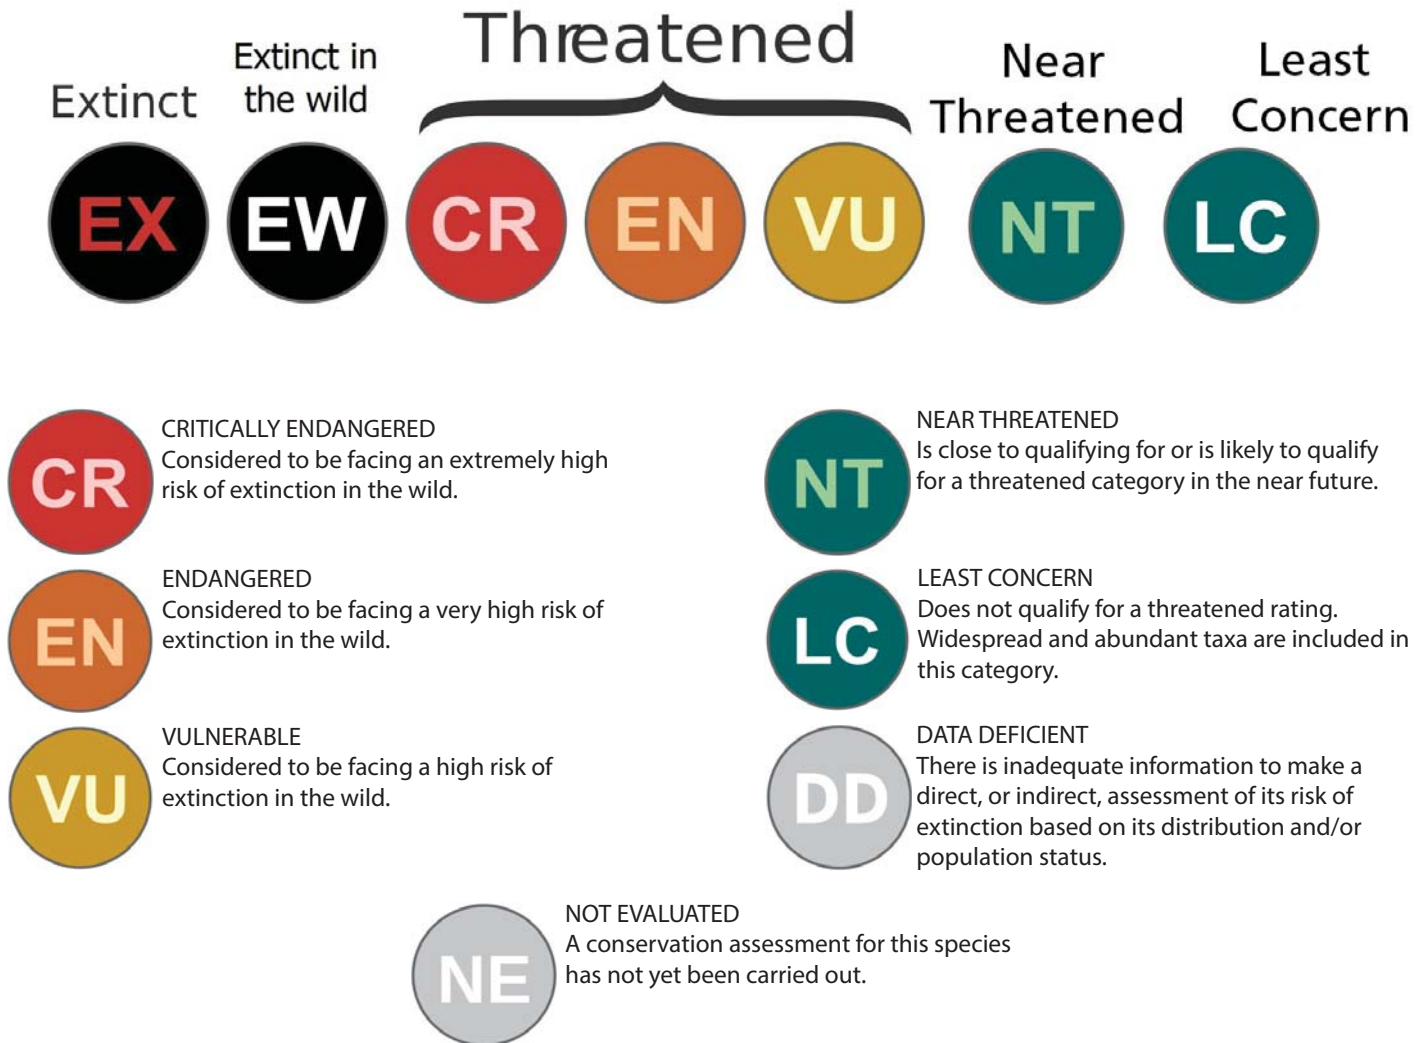 Threatened
Extinct
Extinct in
the wild
Near
Threatened
Least
Concern
EX
EW
CR
EN
VU
NT
LC
CR
CRITICALLY ENDANGERED
Considered to be facing an extremely high
risk of extinction in the wild.
EN
ENDANGERED
Considered to be facing a very high risk of
extinction in the wild.
VU
VULNERABLE
Considered to be facing a high risk of
extinction in the wild.
NT
NEAR THREATENED
Is close to qualifying for or is likely to qualify
for a threatened category in the near future.
LC
LEAST CONCERN
Does not qualify for a threatened rating.
Widespread and abundant taxa are included in
this category.
DD
DATA DEFICIENT
There is inadequate information to make a
direct, or indirect, assessment of its risk of
extinction based on its distribution and/or
population status.
NE
NOT EVALUATED
A conservation assessment for this species
has not yet been carried out.